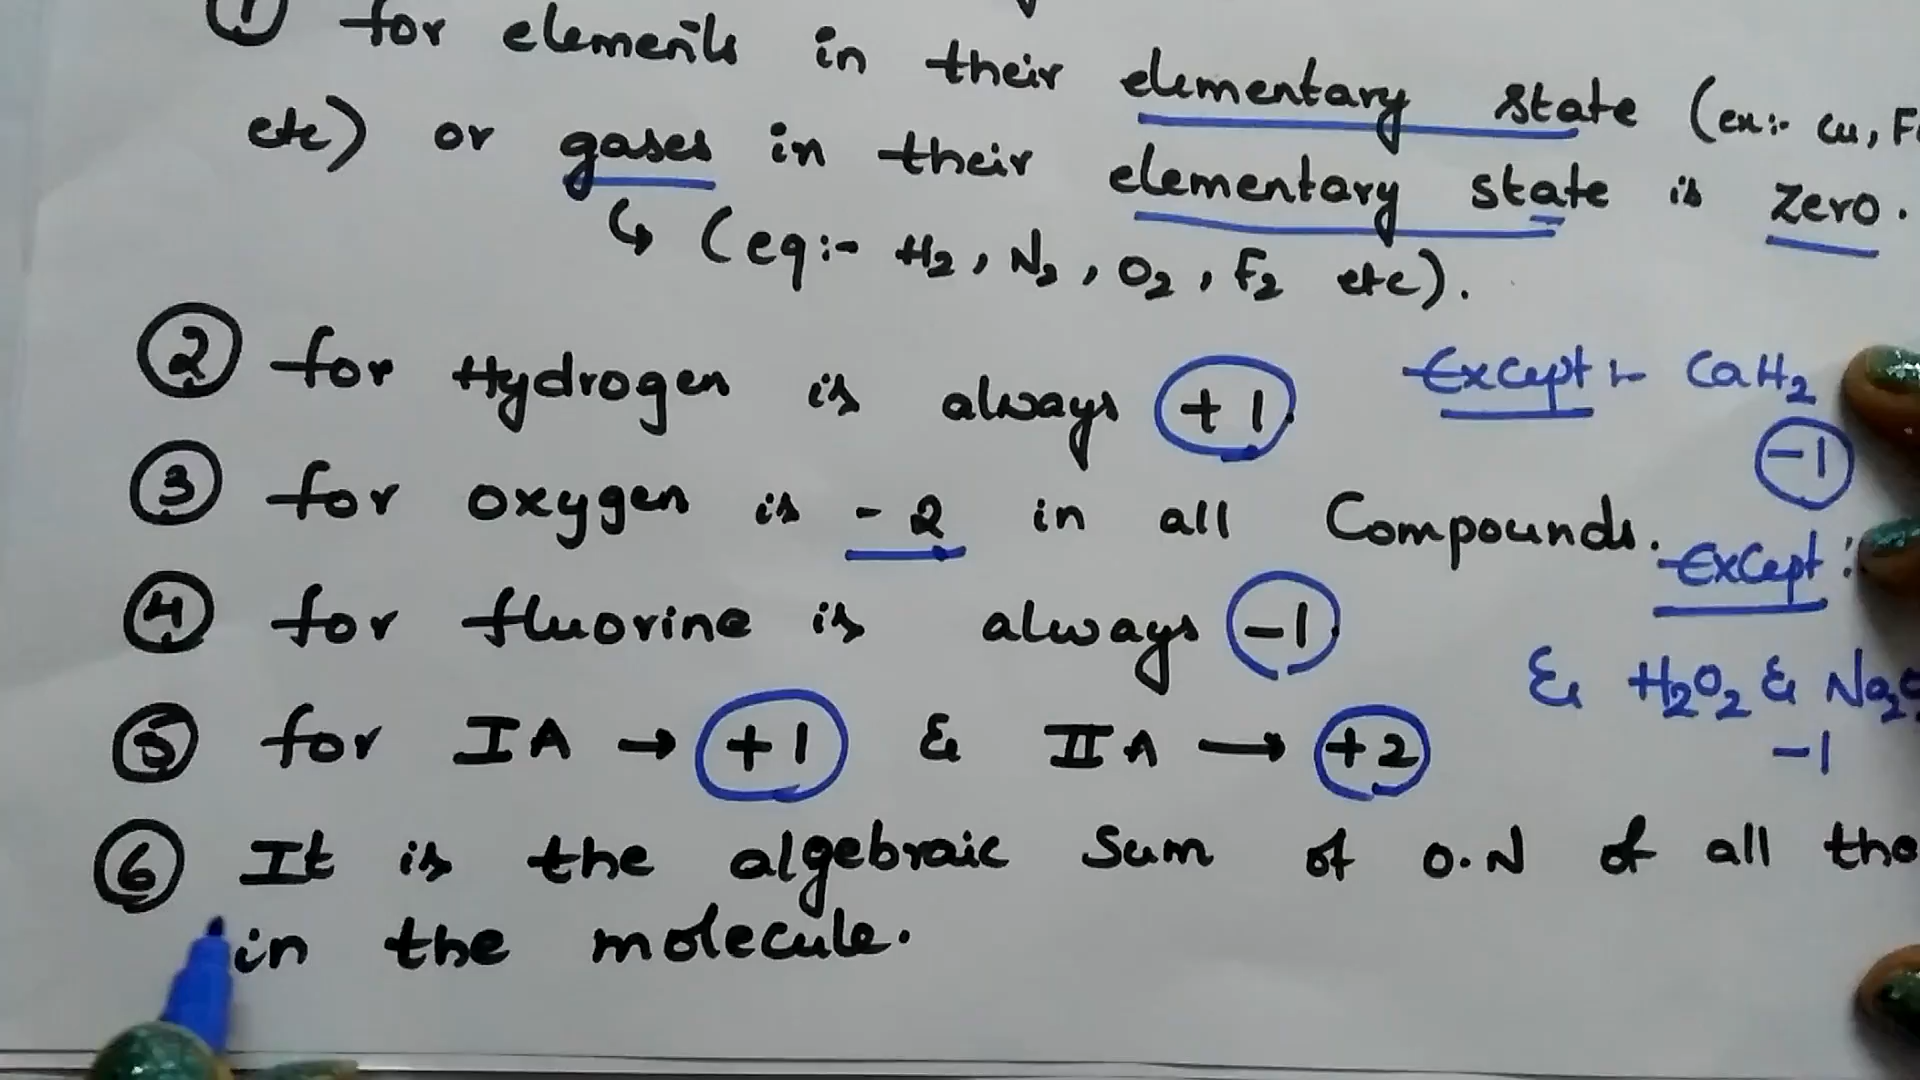 ① for elements in their elementary state (ex:- Cu,
etc) or gases in their elementary state is zero.
↳ (eg:- H₂, N₂, O₂, F₂ etc).
② for Hydrogen is always +1. Except :- CaH₂
-1
③ for oxygen is -2 in all Compounds. Except :
④ for fluorine is always -1.
& H₂O₂ &
-1
⑤ for IA → +1 & IIA → +2
⑥ It is the algebraic Sum of O.N of all the
in the molecule.